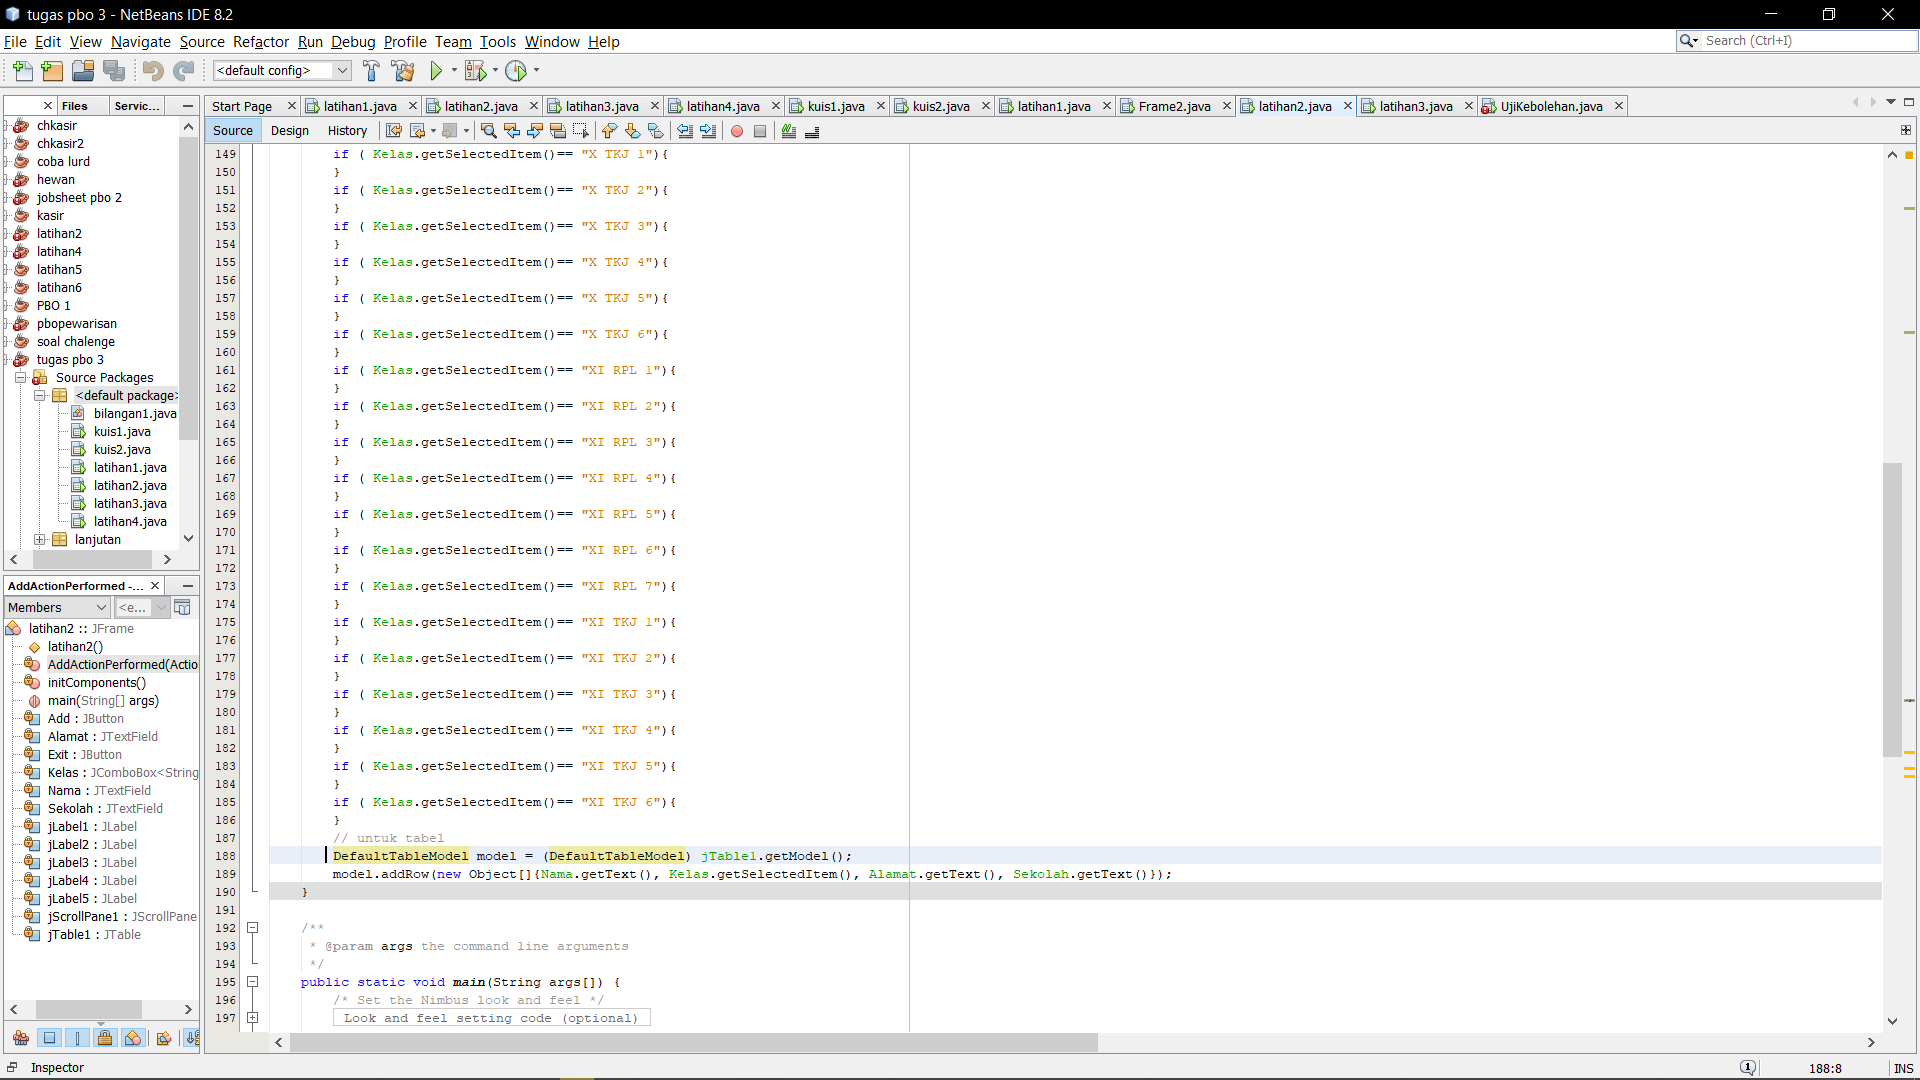 tugas pbo 3 - NetBeans IDE 8.2
File Edit View Navigate Source Refactor Run Debug Profile Team Tools Window Help
Search (Ctrl+I)
<default config>
Files Servic...
Start Page latihan1.java latihan2.java latihan3.java latihan4.java kuis1.java kuis2.java latihan1.java Frame2.java latihan2.java latihan3.java UjiKebolehan.java
Source Design History
chkasir
chkasir2
coba lurd
hewan
jobsheet pbo 2
kasir
latihan2
latihan4
latihan5
latihan6
PBO 1
pbopewarisan
soal chalenge
tugas pbo 3
Source Packages
<default package>
bilangan1.java
kuis1.java
kuis2.java
latihan1.java
latihan2.java
latihan3.java
latihan4.java
lanjutan
AddActionPerformed -...
Members <e...
latihan2 :: JFrame
latihan2()
AddActionPerformed(Actio
initComponents()
main(String[] args)
Add : JButton
Alamat : JTextField
Exit : JButton
Kelas : JComboBox<String
Nama : JTextField
Sekolah : JTextField
jLabel1 : JLabel
jLabel2 : JLabel
jLabel3 : JLabel
jLabel4 : JLabel
jLabel5 : JLabel
jScrollPane1 : JScrollPane
jTable1 : JTable
149 if ( Kelas.getSelectedItem()== "X TKJ 1"){
150 }
151 if ( Kelas.getSelectedItem()== "X TKJ 2"){
152 }
153 if ( Kelas.getSelectedItem()== "X TKJ 3"){
154 }
155 if ( Kelas.getSelectedItem()== "X TKJ 4"){
156 }
157 if ( Kelas.getSelectedItem()== "X TKJ 5"){
158 }
159 if ( Kelas.getSelectedItem()== "X TKJ 6"){
160 }
161 if ( Kelas.getSelectedItem()== "XI RPL 1"){
162 }
163 if ( Kelas.getSelectedItem()== "XI RPL 2"){
164 }
165 if ( Kelas.getSelectedItem()== "XI RPL 3"){
166 }
167 if ( Kelas.getSelectedItem()== "XI RPL 4"){
168 }
169 if ( Kelas.getSelectedItem()== "XI RPL 5"){
170 }
171 if ( Kelas.getSelectedItem()== "XI RPL 6"){
172 }
173 if ( Kelas.getSelectedItem()== "XI RPL 7"){
174 }
175 if ( Kelas.getSelectedItem()== "XI TKJ 1"){
176 }
177 if ( Kelas.getSelectedItem()== "XI TKJ 2"){
178 }
179 if ( Kelas.getSelectedItem()== "XI TKJ 3"){
180 }
181 if ( Kelas.getSelectedItem()== "XI TKJ 4"){
182 }
183 if ( Kelas.getSelectedItem()== "XI TKJ 5"){
184 }
185 if ( Kelas.getSelectedItem()== "XI TKJ 6"){
186 }
187 // untuk tabel
188 DefaultTableModel model = (DefaultTableModel) jTable1.getModel();
189 model.addRow(new Object[]{Nama.getText(), Kelas.getSelectedItem(), Alamat.getText(), Sekolah.getText()});
190 }
191
192 /**
193 * @param args the command line arguments
194 */
195 public static void main(String args[]) {
196 /* Set the Nimbus look and feel */
197 Look and feel setting code (optional)
Inspector
1
188:8
INS